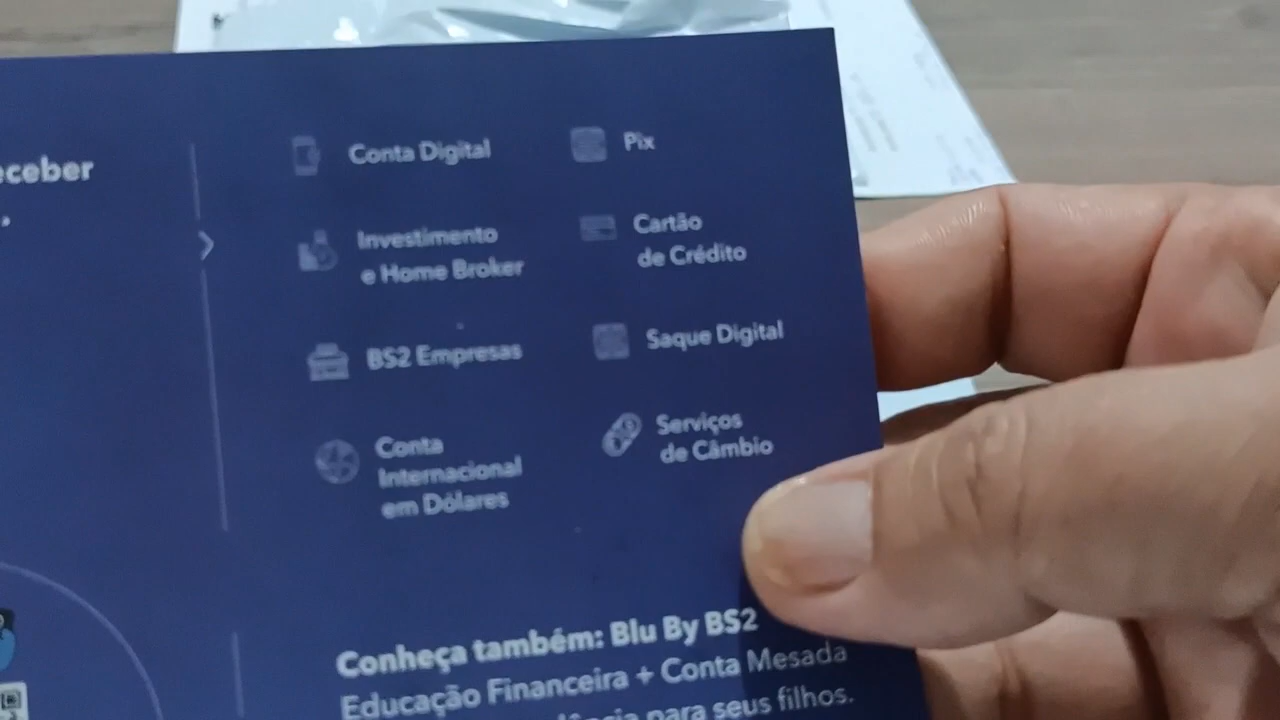 eceber
,
Conta Digital
Investimento
e Home Broker
BS2 Empresas
Conta
Internacional
em Dólares
Pix
Cartão
de Crédito
Saque Digital
Serviços
de Câmbio
Conheça também: Blu By BS2
Educação Financeira + Conta Mesada
para seus filhos.